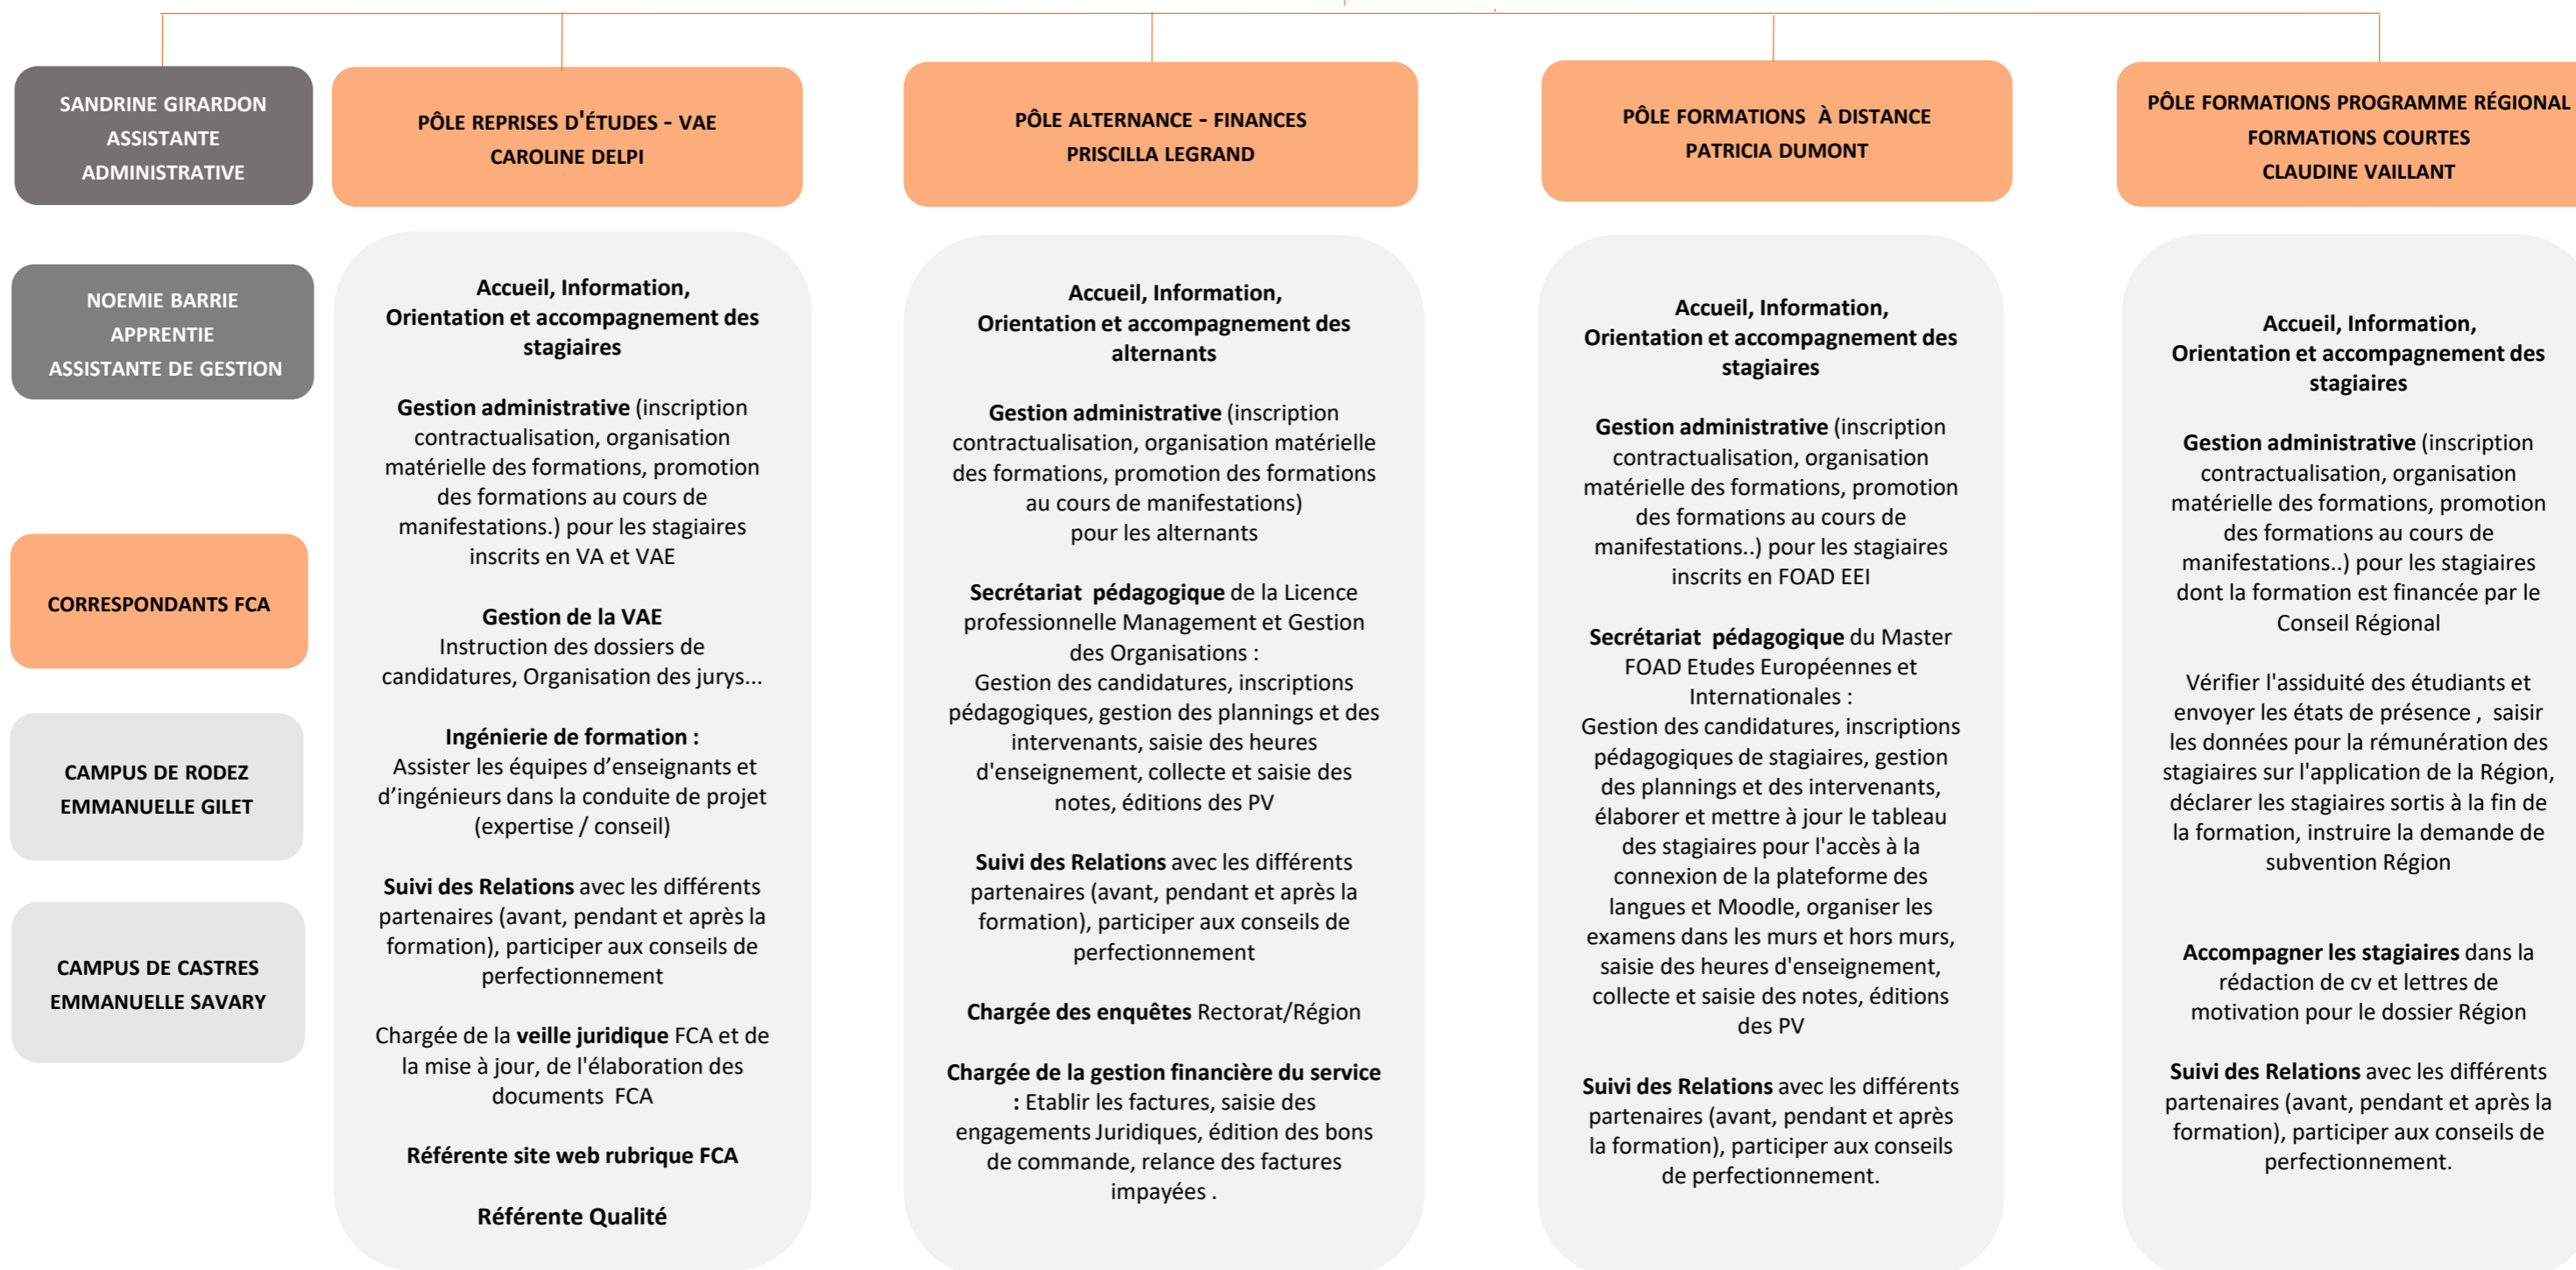 SANDRINE GIRARDON
ASSISTANTE
ADMINISTRATIVE
NOEMIE BARRIE
APPRENTIE
ASSISTANTE DE GESTION
CORRESPONDANTS FCA
CAMPUS DE RODEZ
EMMANUELLE GILET
CAMPUS DE CASTRES
EMMANUELLE SAVARY
PÔLE REPRISES D'ÉTUDES - VAE
CAROLINE DELPI
Accueil, Information,
Orientation et accompagnement des
stagiaires
Gestion administrative (inscription
contractualisation, organisation
matérielle des formations, promotion
des formations au cours de
manifestations.) pour les stagiaires
inscrits en VA et VAE
Gestion de la VAE
Instruction des dossiers de
candidatures, Organisation des jurys...
Ingénierie de formation :
Assister les équipes d’enseignants et
d’ingénieurs dans la conduite de projet
(expertise / conseil)
Suivi des Relations avec les différents
partenaires (avant, pendant et après la
formation), participer aux conseils de
perfectionnement
Chargée de la veille juridique FCA et de
la mise à jour, de l'élaboration des
documents FCA
Référente site web rubrique FCA
Référente Qualité
PÔLE ALTERNANCE - FINANCES
PRISCILLA LEGRAND
Accueil, Information,
Orientation et accompagnement des
alternants
Gestion administrative (inscription
contractualisation, organisation matérielle
des formations, promotion des formations
au cours de manifestations)
pour les alternants
Secrétariat pédagogique de la Licence
professionnelle Management et Gestion
des Organisations :
Gestion des candidatures, inscriptions
pédagogiques, gestion des plannings et des
intervenants, saisie des heures
d'enseignement, collecte et saisie des
notes, éditions des PV
Suivi des Relations avec les différents
partenaires (avant, pendant et après la
formation), participer aux conseils de
perfectionnement
Chargée des enquêtes Rectorat/Région
Chargée de la gestion financière du service
: Etablir les factures, saisie des
engagements Juridiques, édition des bons
de commande, relance des factures
impayées .
PÔLE FORMATIONS À DISTANCE
PATRICIA DUMONT
Accueil, Information,
Orientation et accompagnement des
stagiaires
Gestion administrative (inscription
contractualisation, organisation
matérielle des formations, promotion
des formations au cours de
manifestations..) pour les stagiaires
inscrits en FOAD EEI
Secrétariat pédagogique du Master
FOAD Etudes Européennes et
Internationales :
Gestion des candidatures, inscriptions
pédagogiques de stagiaires, gestion
des plannings et des intervenants,
élaborer et mettre à jour le tableau
des stagiaires pour l'accès à la
connexion de la plateforme des
langues et Moodle, organiser les
examens dans les murs et hors murs,
saisie des heures d'enseignement,
collecte et saisie des notes, éditions
des PV
Suivi des Relations avec les différents
partenaires (avant, pendant et après
la formation), participer aux conseils
de perfectionnement.
PÔLE FORMATIONS PROGRAMME RÉGIONAL
FORMATIONS COURTES
CLAUDINE VAILLANT
Accueil, Information,
Orientation et accompagnement des
stagiaires
Gestion administrative (inscription
contractualisation, organisation
matérielle des formations, promotion
des formations au cours de
manifestations..) pour les stagiaires
dont la formation est financée par le
Conseil Régional
Vérifier l'assiduité des étudiants et
envoyer les états de présence , saisir
les données pour la rémunération des
stagiaires sur l'application de la Région,
déclarer les stagiaires sortis à la fin de
la formation, instruire la demande de
subvention Région
Accompagner les stagiaires dans la
rédaction de cv et lettres de
motivation pour le dossier Région
Suivi des Relations avec les différents
partenaires (avant, pendant et après la
formation), participer aux conseils de
perfectionnement.